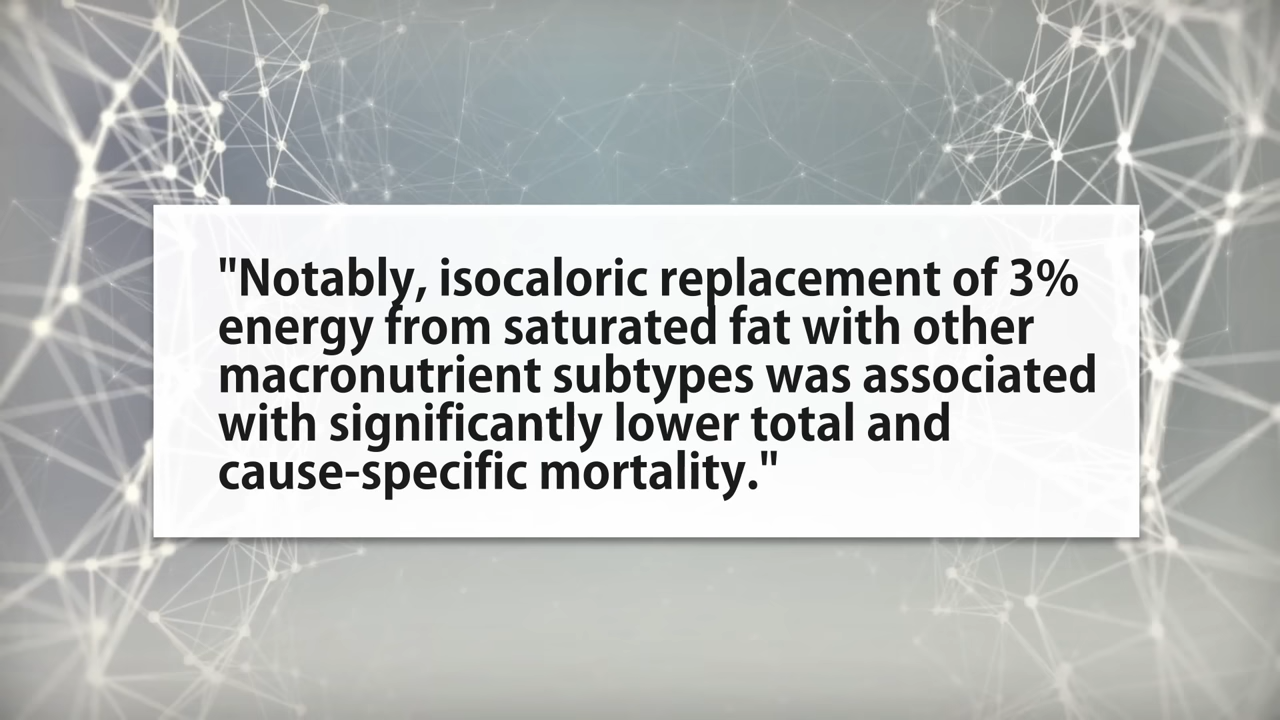 "Notably, isocaloric replacement of 3%
energy from saturated fat with other
macronutrient subtypes was associated
with significantly lower total and
cause-specific mortality."